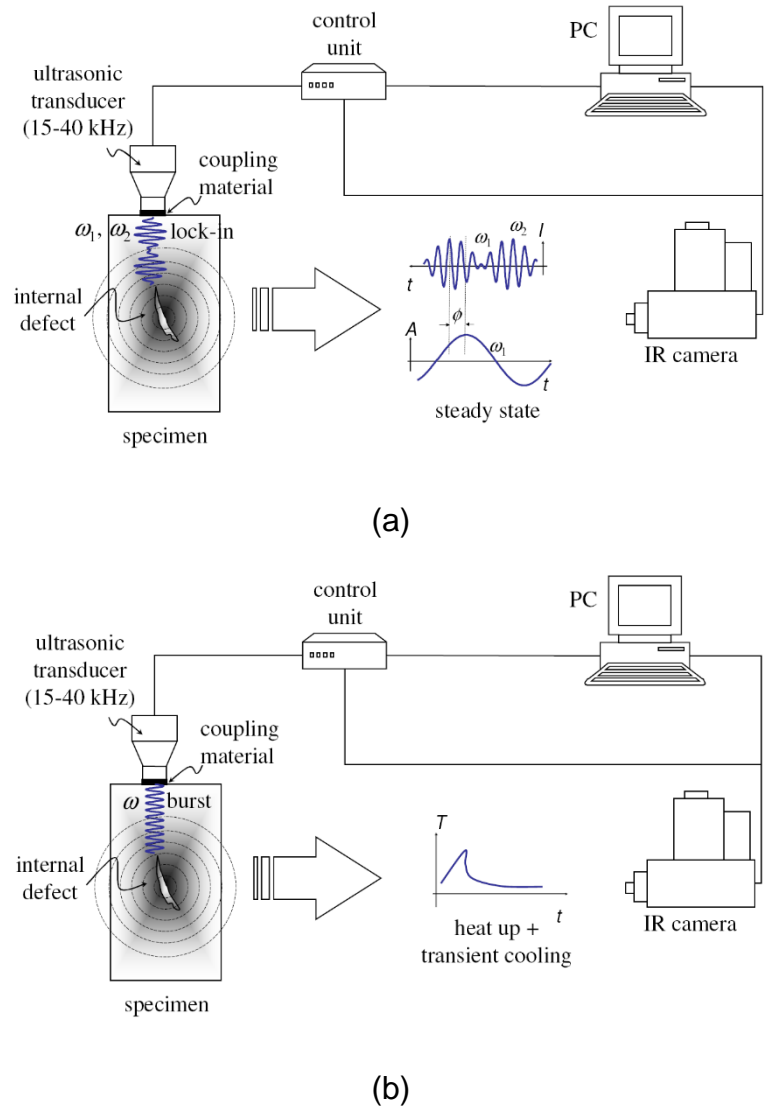 control
unit
PC
ultrasonic
transducer
(15-40 kHz)
coupling
material
ω₁, ω₂ lock-in
internal
defect
specimen
ω₁ ω₂ I
t
ϕ
A
ω₁
t
steady state
IR camera
(a)
control
unit
PC
ultrasonic
transducer
(15-40 kHz)
coupling
material
ω burst
internal
defect
specimen
T
t
heat up +
transient cooling
IR camera
(b)